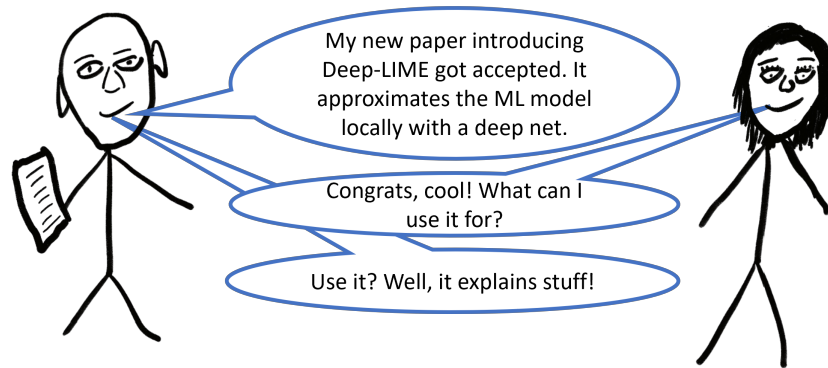 My new paper introducing
Deep-LIME got accepted. It
approximates the ML model
locally with a deep net.
Congrats, cool! What can I
use it for?
Use it? Well, it explains stuff!